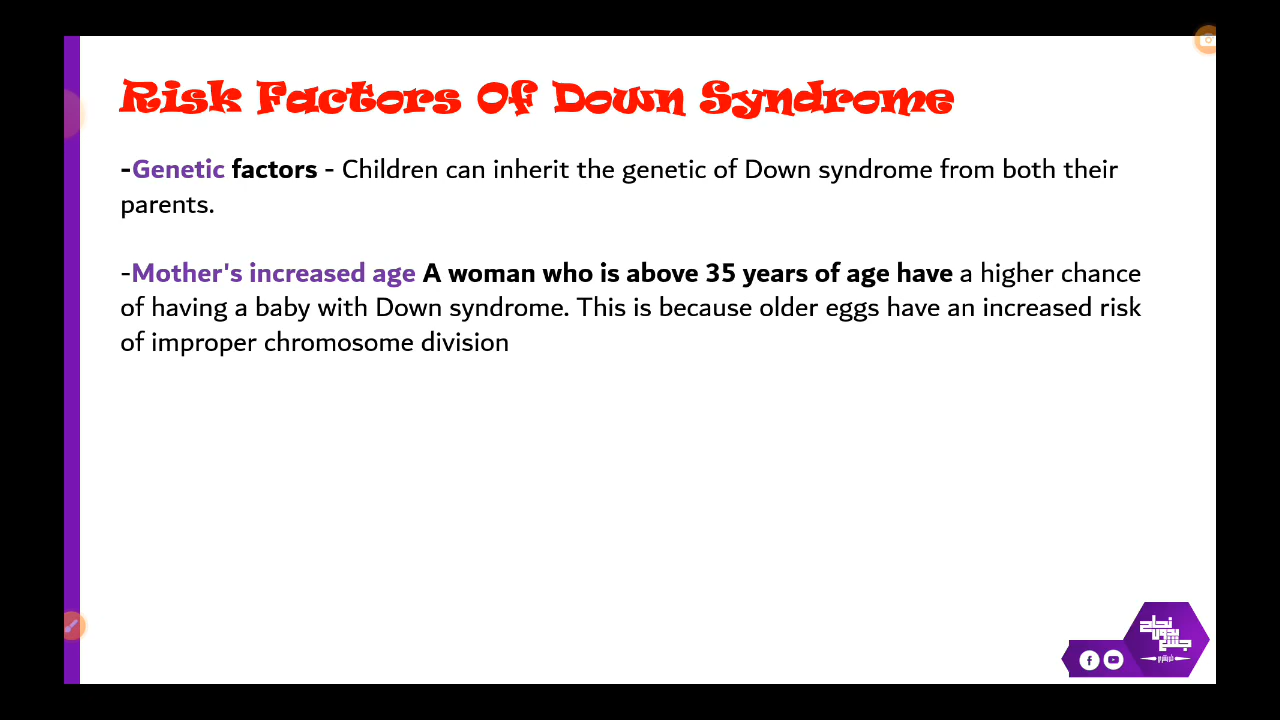 Risk Factors Of Down Syndrome
-Genetic factors - Children can inherit the genetic of Down syndrome from both their
parents.
-Mother's increased age A woman who is above 35 years of age have a higher chance
of having a baby with Down syndrome. This is because older eggs have an increased risk
of improper chromosome division
نجاح
بدون